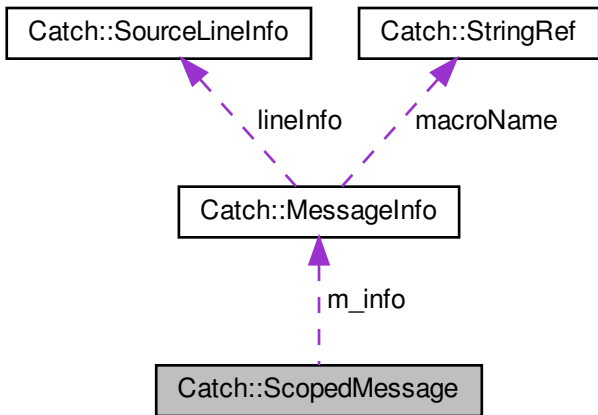 Catch::SourceLineInfo
Catch::StringRef
lineInfo
macroName
Catch::MessageInfo
m_info
Catch::ScopedMessage